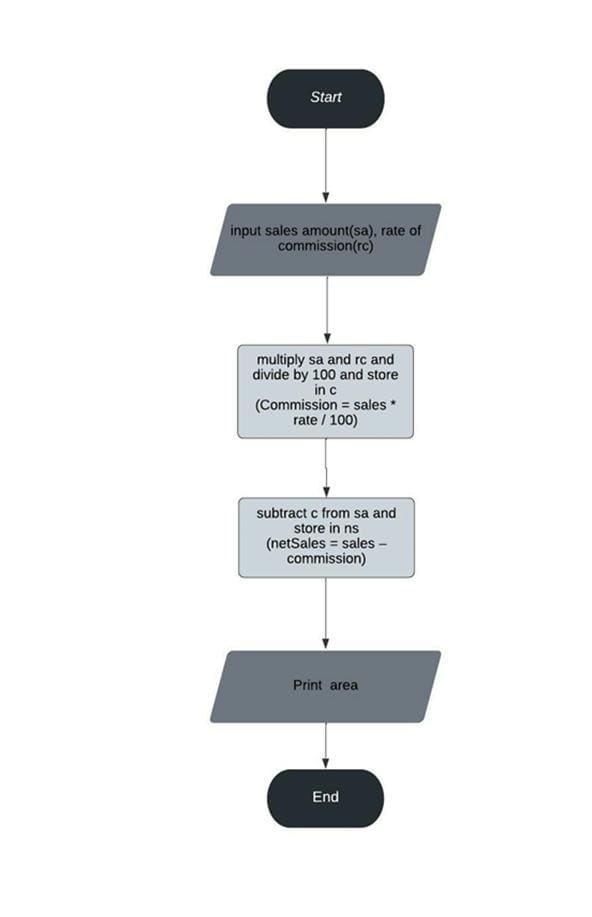 Start
input sales amount(sa), rate of
commission(rc)
multiply sa and rc and
divide by 100 and store
in c
(Commission = sales *
rate / 100)
subtract c from sa and
store in ns
(netSales = sales –
commission)
Print area
End